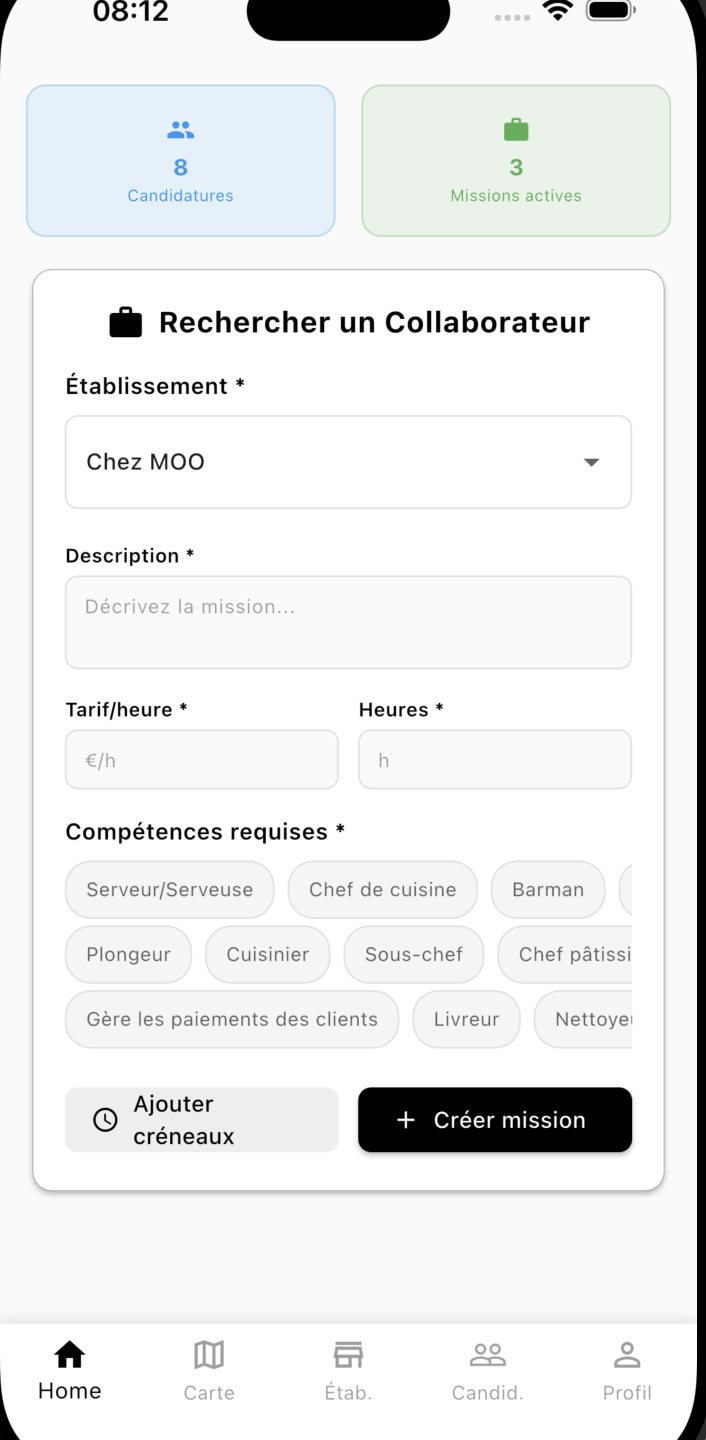 08:12
8
Candidatures
3
Missions actives
Rechercher un Collaborateur
Établissement *
Chez MOO
Description *
Décrivez la mission...
Tarif/heure *
Heures *
€/h
h
Compétences requises *
Serveur/Serveuse
Chef de cuisine
Barman
Plongeur
Cuisinier
Sous-chef
Chef pâtissi
Gère les paiements des clients
Livreur
Nettoye
Ajouter
créneaux
+ Créer mission
Home
Carte
Étab.
Candid.
Profil